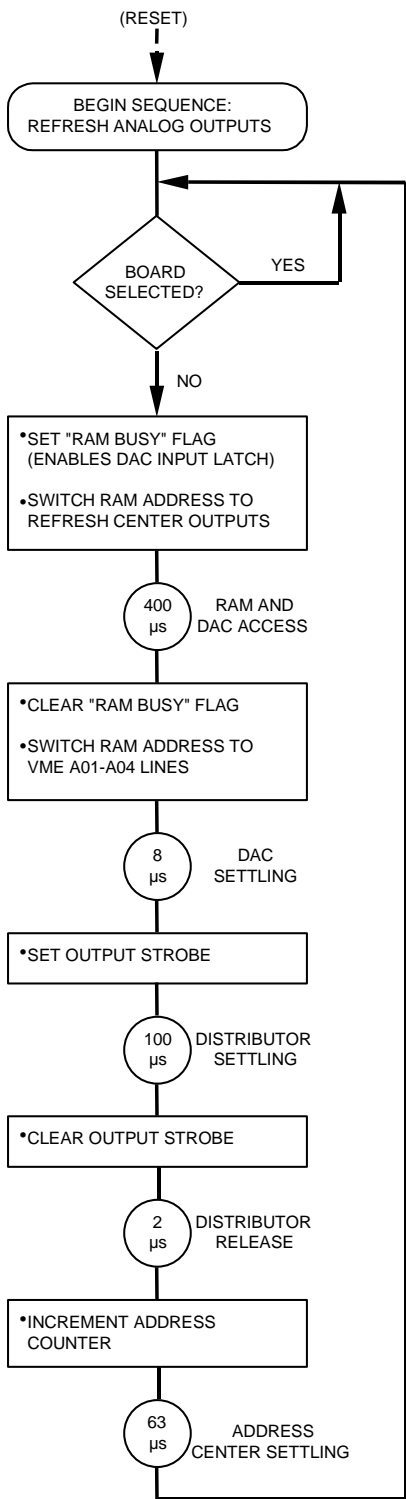 (RESET)
BEGIN SEQUENCE:
REFRESH ANALOG OUTPUTS
BOARD
SELECTED?
YES
NO
•SET "RAM BUSY" FLAG
(ENABLES DAC INPUT LATCH)
•SWITCH RAM ADDRESS TO
REFRESH CENTER OUTPUTS
400
µs
RAM AND
DAC ACCESS
•CLEAR "RAM BUSY" FLAG
•SWITCH RAM ADDRESS TO
VME A01-A04 LINES
8
µs
DAC
SETTLING
•SET OUTPUT STROBE
100
µs
DISTRIBUTOR
SETTLING
•CLEAR OUTPUT STROBE
2
µs
DISTRIBUTOR
RELEASE
•INCREMENT ADDRESS
COUNTER
63
µs
ADDRESS
CENTER SETTLING